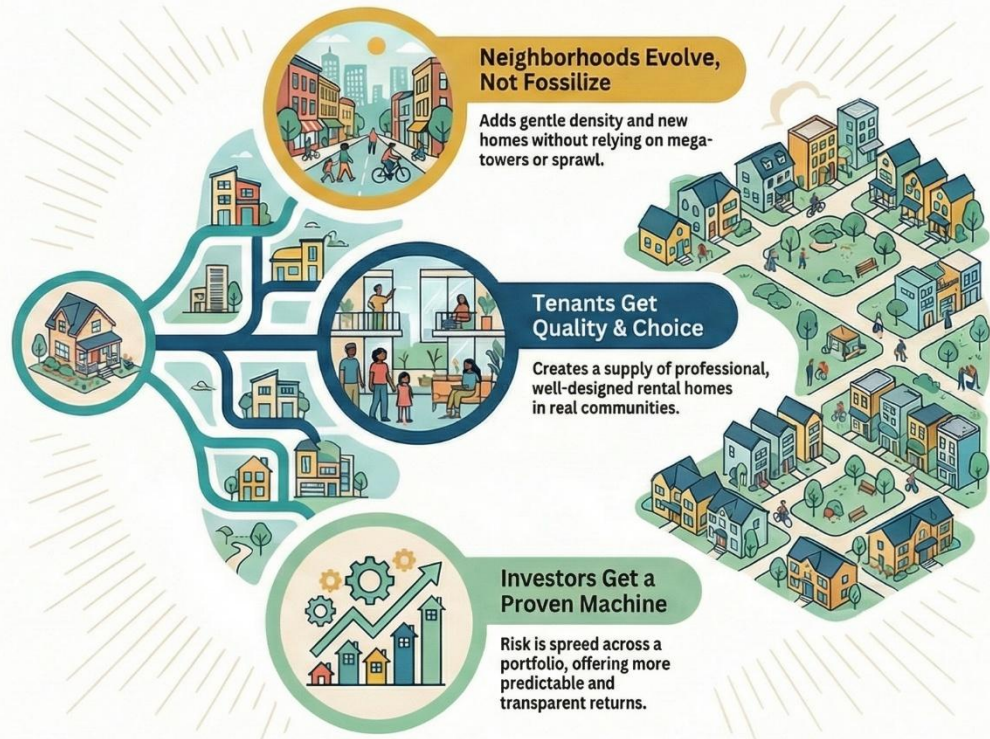 Neighborhoods Evolve,
Not Fossilize
Adds gentle density and new
homes without relying on mega-
towers or sprawl.
Tenants Get
Quality & Choice
Creates a supply of professional,
well-designed rental homes
in real communities.
Investors Get a
Proven Machine
Risk is spreed across a
portfolio, offering more
predictable and
transparent returns.